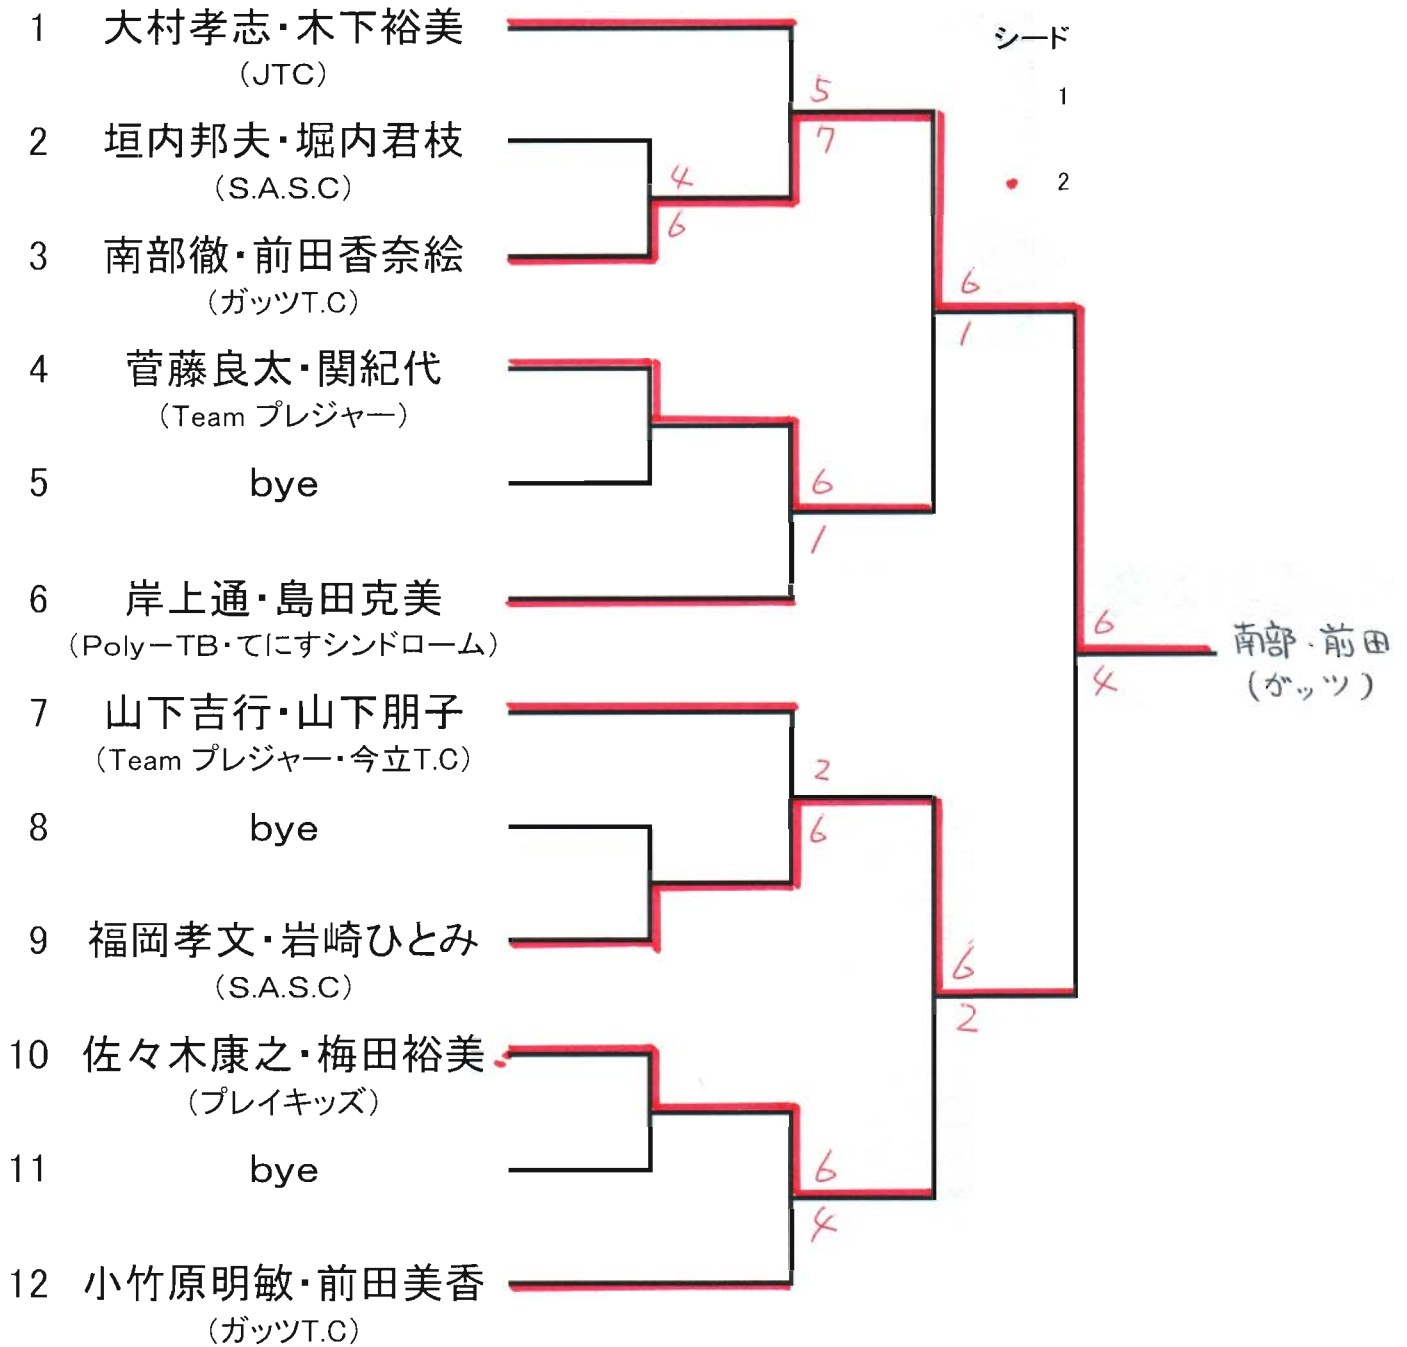 1 大村孝志・木下裕美
(JTC)
シード
1
5
7
2 垣内邦夫・堀内君枝
(S.A.S.C)
4
6
2
3 南部徹・前田香奈絵
(ガッツT.C)
6
1
4 菅藤良太・関紀代
(Team プレジャー)
5 bye
6
1
6 岸上通・島田克美
(Poly－TB・てにすシンドローム)
6
4
南部・前田
(ガッツ)
7 山下吉行・山下朋子
(Team プレジャー・今立T.C)
2
6
8 bye
9 福岡孝文・岩崎ひとみ
(S.A.S.C)
6
2
10 佐々木康之・梅田裕美
(プレイキッズ)
11 bye
6
4
12 小竹原明敏・前田美香
(ガッツT.C)